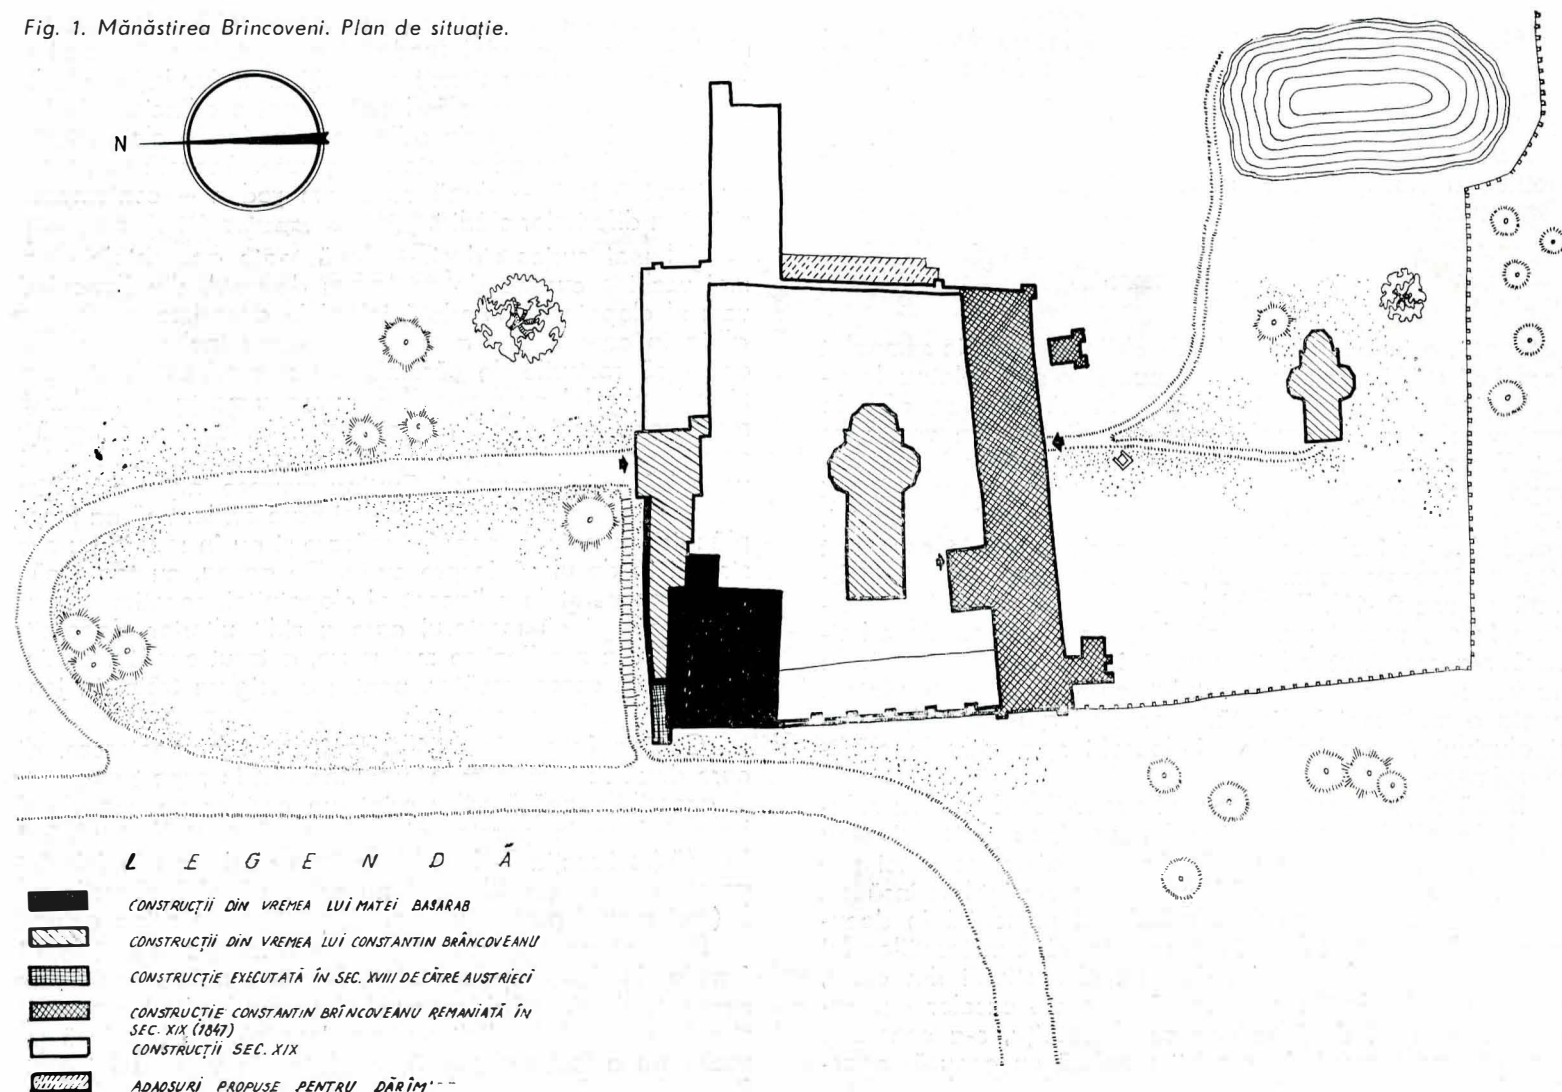 Fig. 1. Mănăstirea Brîncoveni. Plan de situație.
N
LEGENDĂ
CONSTRUCȚII DIN VREMEA LUI MATEI BASARAB
CONSTRUCȚII DIN VREMEA LUI CONSTANTIN BRÂNCOVEANU
CONSTRUCȚIE EXECUTATĂ ÎN SEC. XVIII DE CĂTRE AUSTRIECI
CONSTRUCȚIE CONSTANTIN BRÎNCOVEANU REMANIATĂ ÎN
SEC. XIX (1847)
CONSTRUCȚII SEC. XIX
ADAOSURI PROPUSE PENTRU